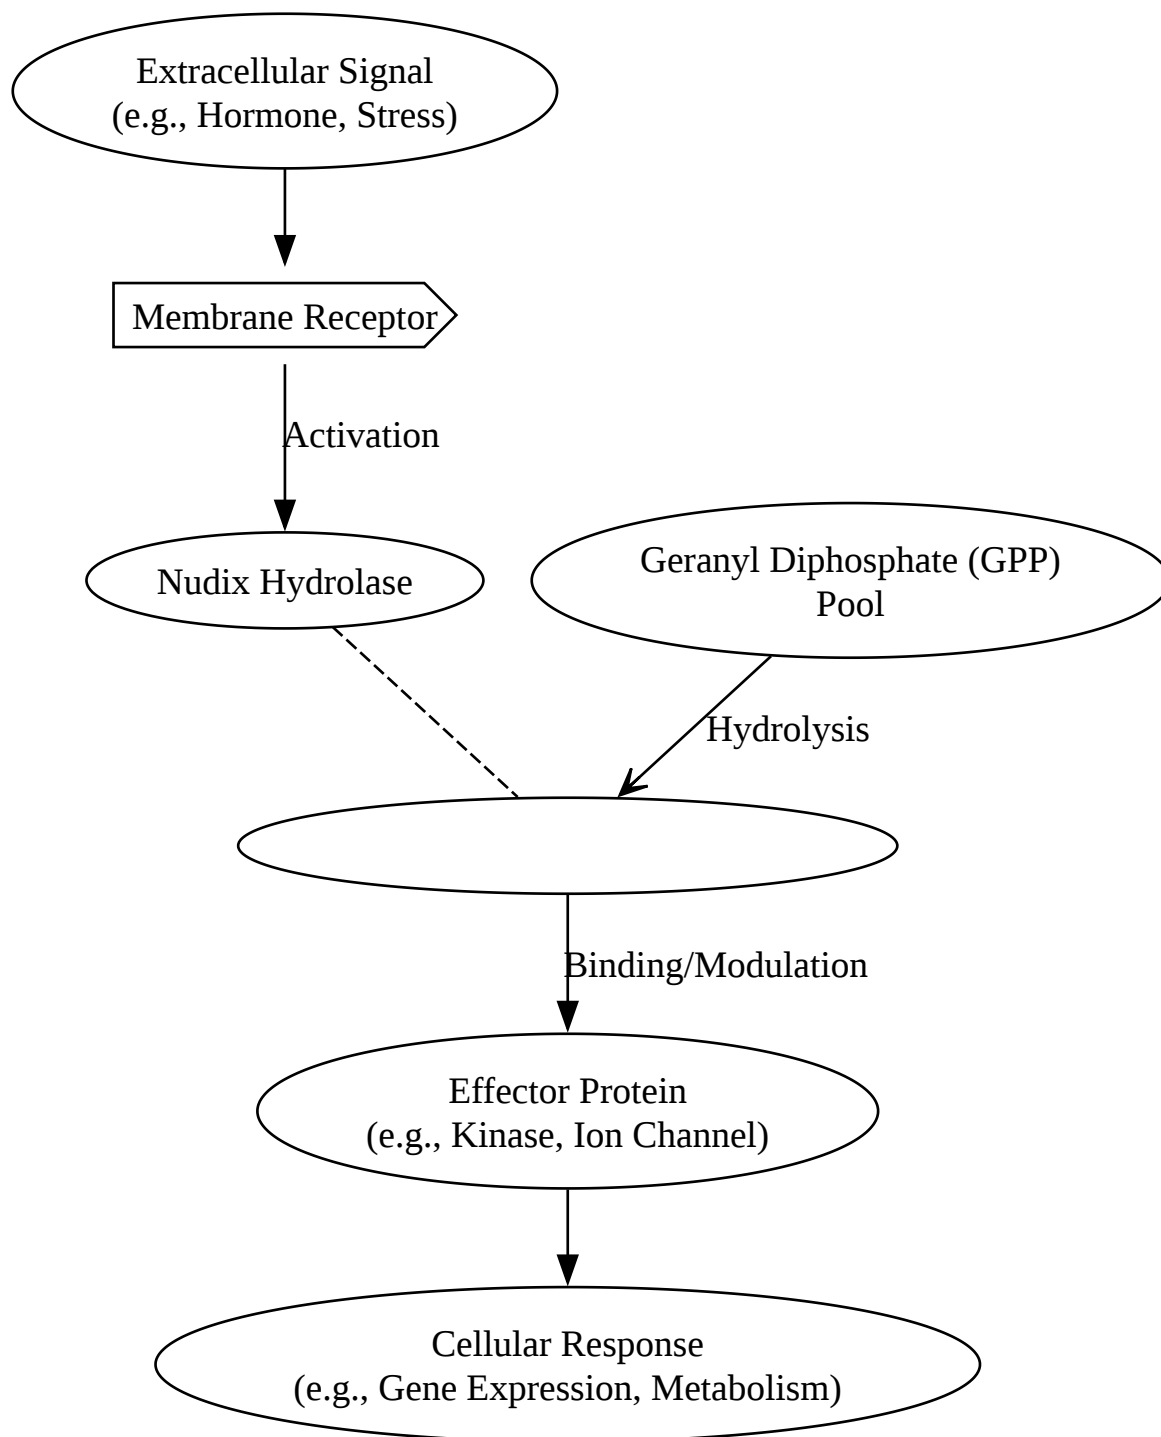 Extracellular Signal
(e.g., Hormone, Stress)
Membrane Receptor
Activation
Nudix Hydrolase
Geranyl Diphosphate (GPP)
Pool
Hydrolysis
Binding/Modulation
Effector Protein
(e.g., Kinase, Ion Channel)
Cellular Response
(e.g., Gene Expression, Metabolism)